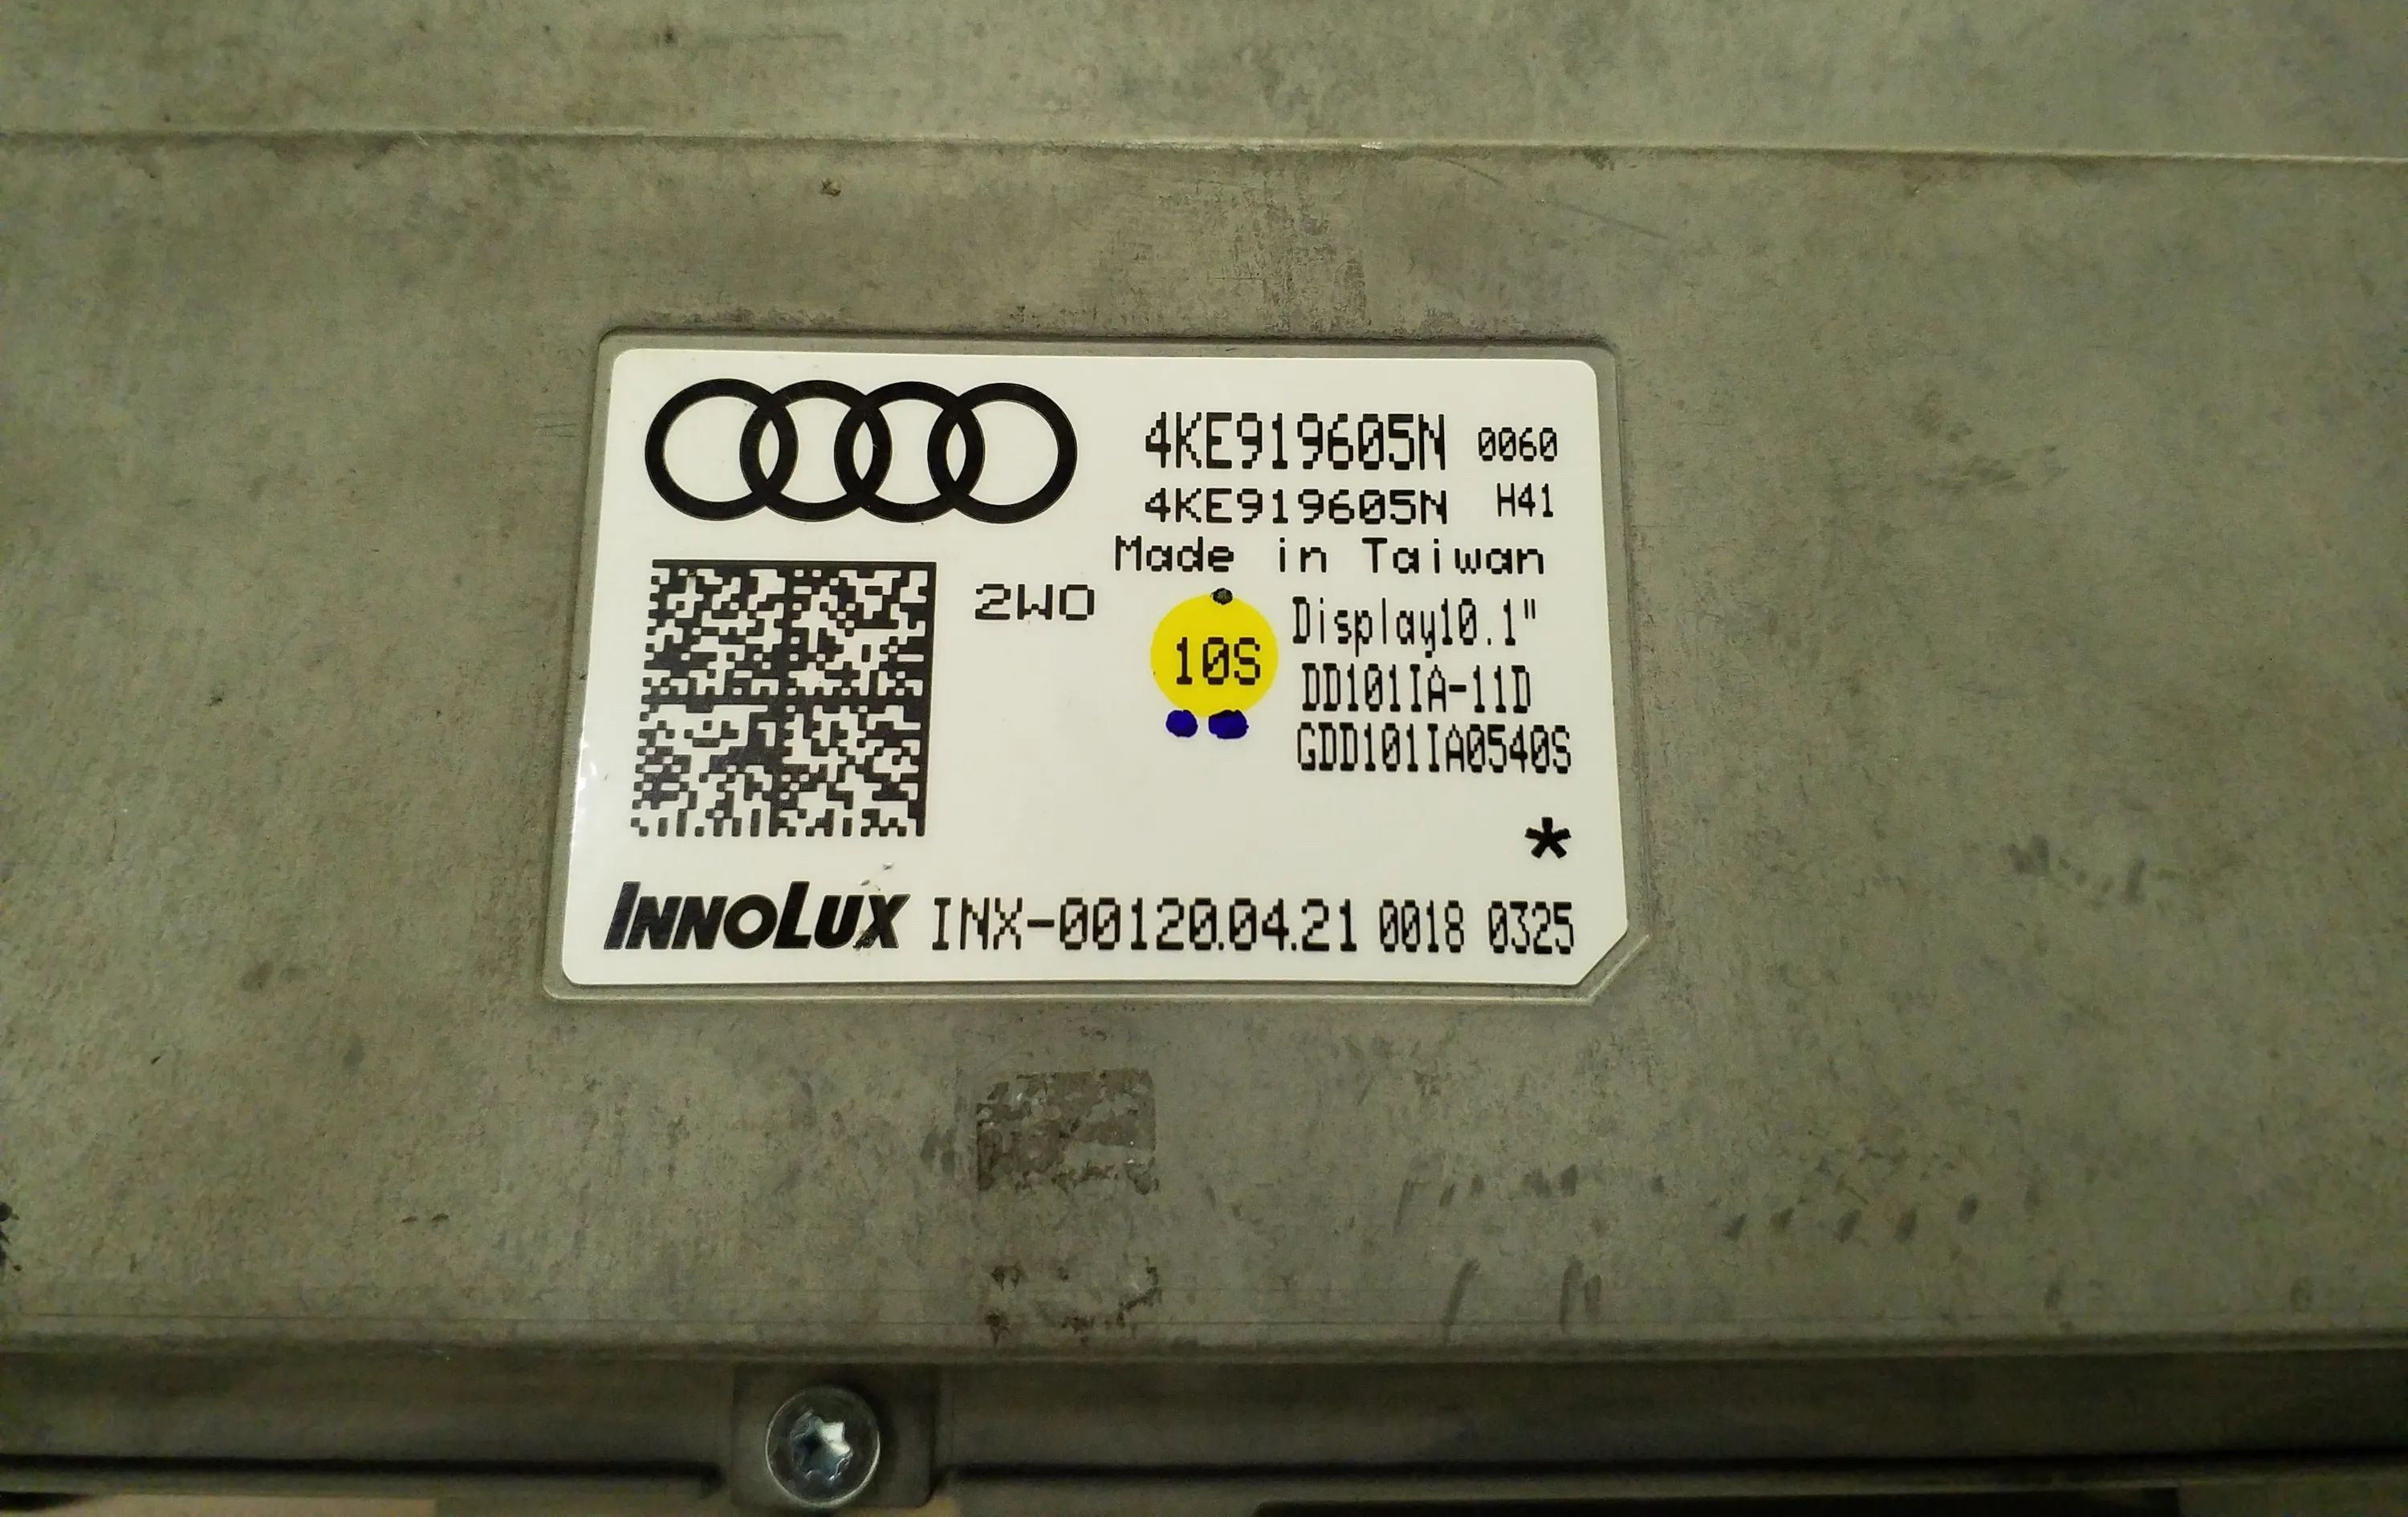 4KE919605N 0060
4KE919605N H41
Made in Taiwan
2WO
10S
Display10.1"
DD101IA-11D
GDD101IA0540S
*
INNOLUX INX-00120.04.21 0018 0325